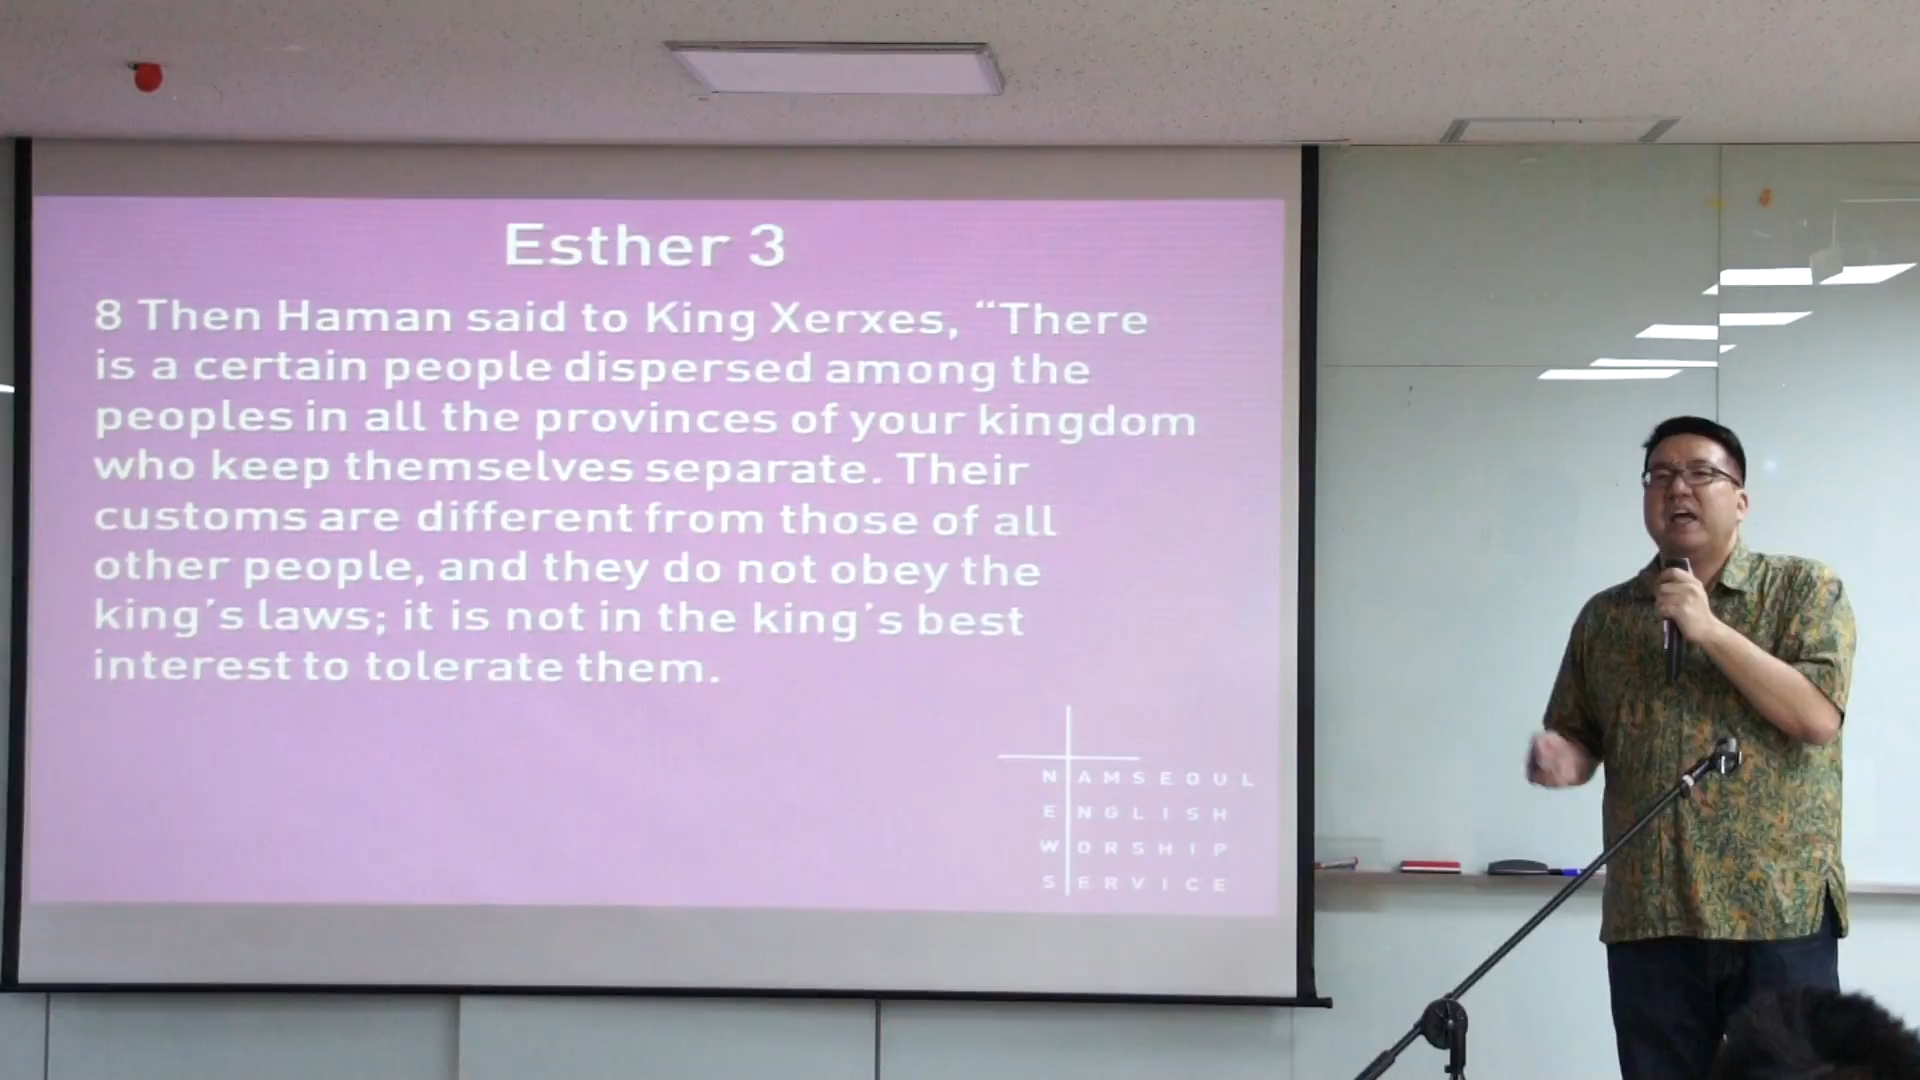 Esther 3
8 Then Haman said to King Xerxes, “There
is a certain people dispersed among the
peoples in all the provinces of your kingdom
who keep themselves separate. Their
customs are different from those of all
other people, and they do not obey the
king´s laws; it is not in the king´s best
interest to tolerate them.
NAMSEOUL
ENGLISH
WORSHIP
SERVICE